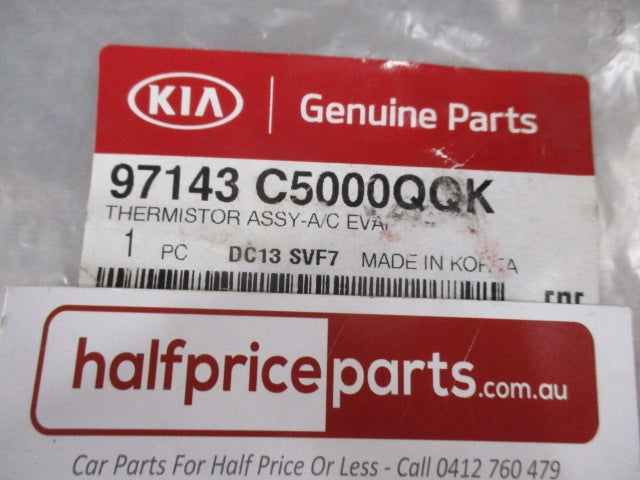 KIA Genuine Parts
97143 C5000QQK
THERMISTOR ASSY-A/C
1 PC DC13 SVF7 MADE IN KOREA
halfpriceparts.com.au
Car Parts For Half Price Or Less - Call 0412 760 479